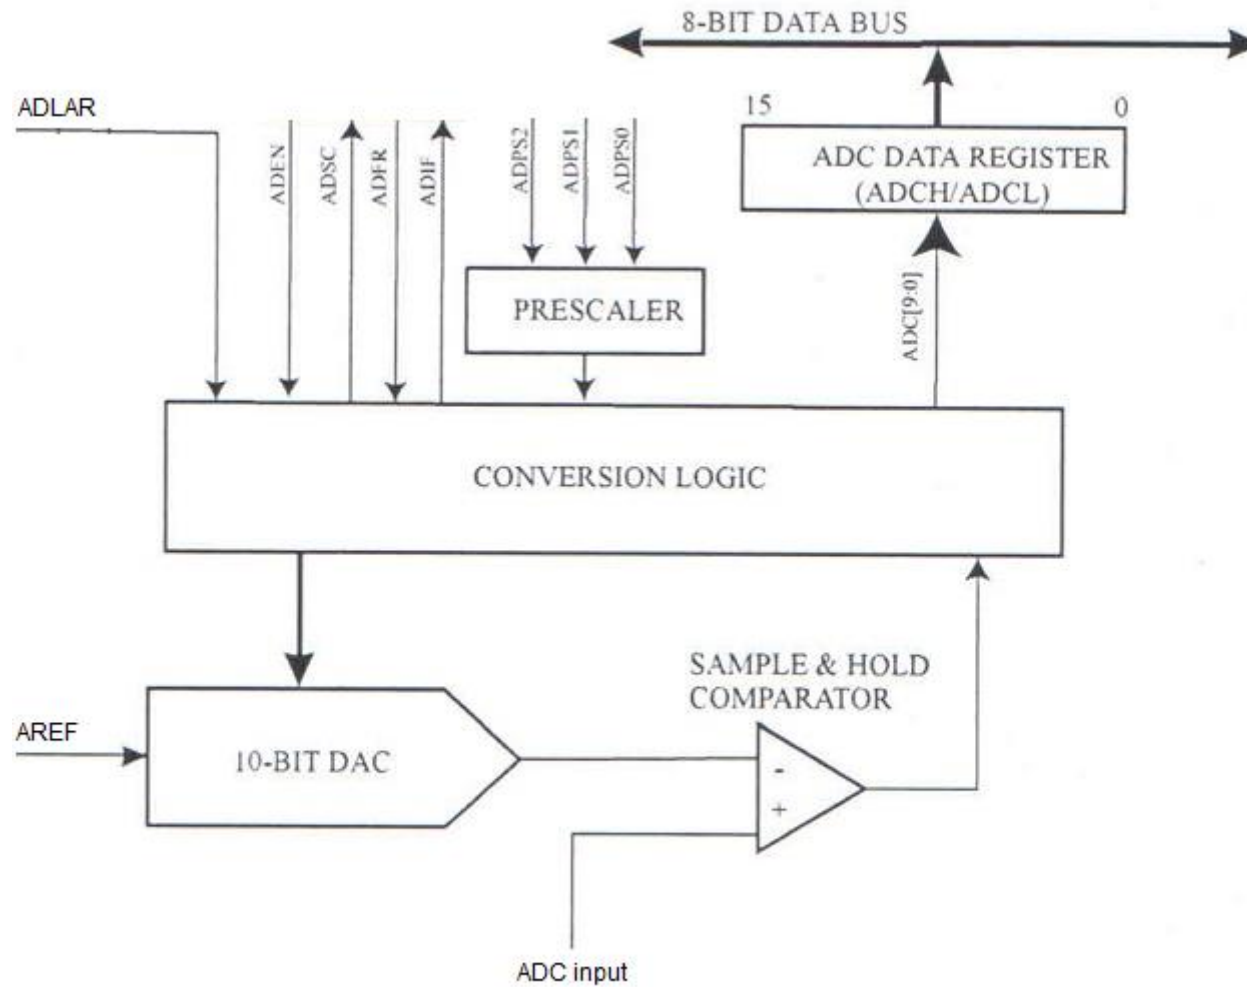 8-BIT DATA BUS
ADLAR
15
0
ADEN
ADSC
ADFR
ADIF
ADPS2
ADPS1
ADPS0
ADC DATA REGISTER
(ADCH/ADCL)
PRESCALER
ADC[9:0]
CONVERSION LOGIC
SAMPLE & HOLD
COMPARATOR
AREF
10-BIT DAC
-
+
ADC input